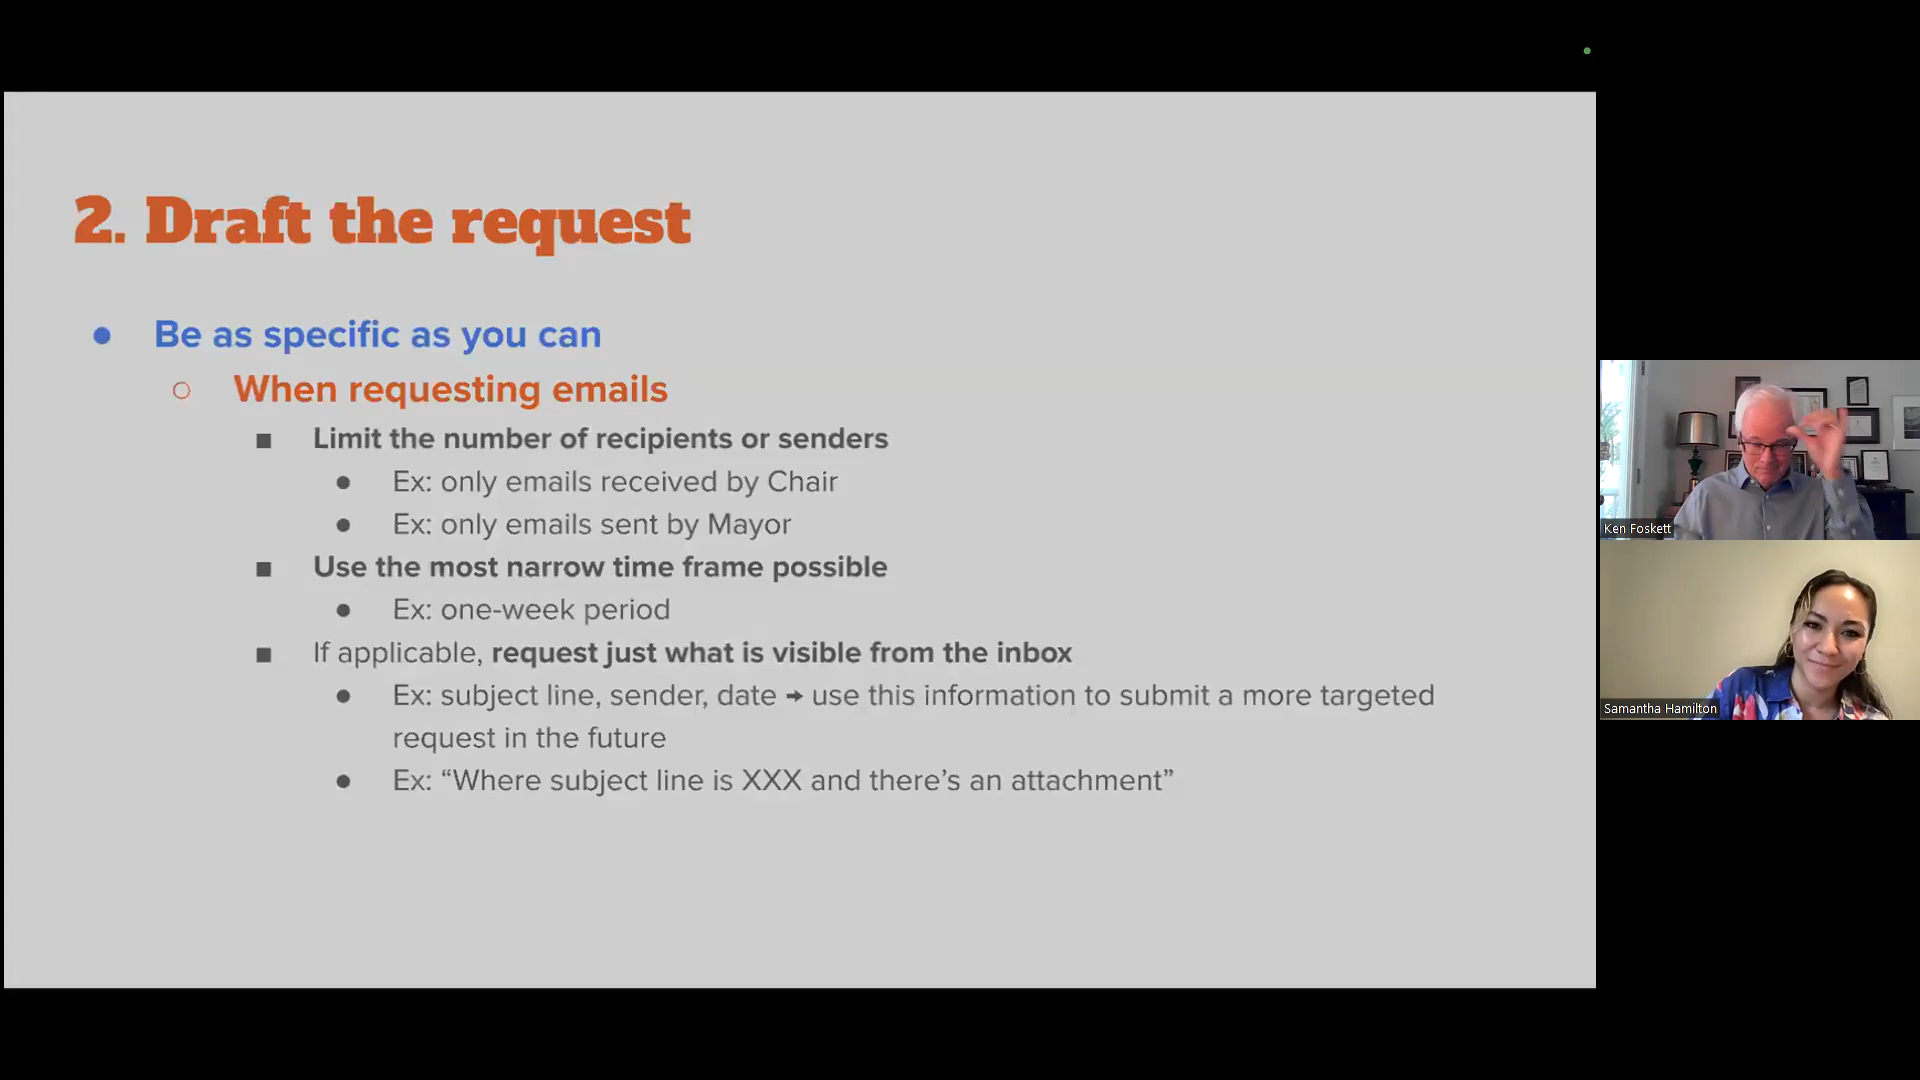 2. Draft the request
● Be as specific as you can
○ When requesting emails
■ Limit the number of recipients or senders
● Ex: only emails received by Chair
● Ex: only emails sent by Mayor
■ Use the most narrow time frame possible
● Ex: one-week period
■ If applicable, request just what is visible from the inbox
● Ex: subject line, sender, date → use this information to submit a more targeted
request in the future
● Ex: “Where subject line is XXX and there’s an attachment”
Ken Foskett
Samantha Hamilton